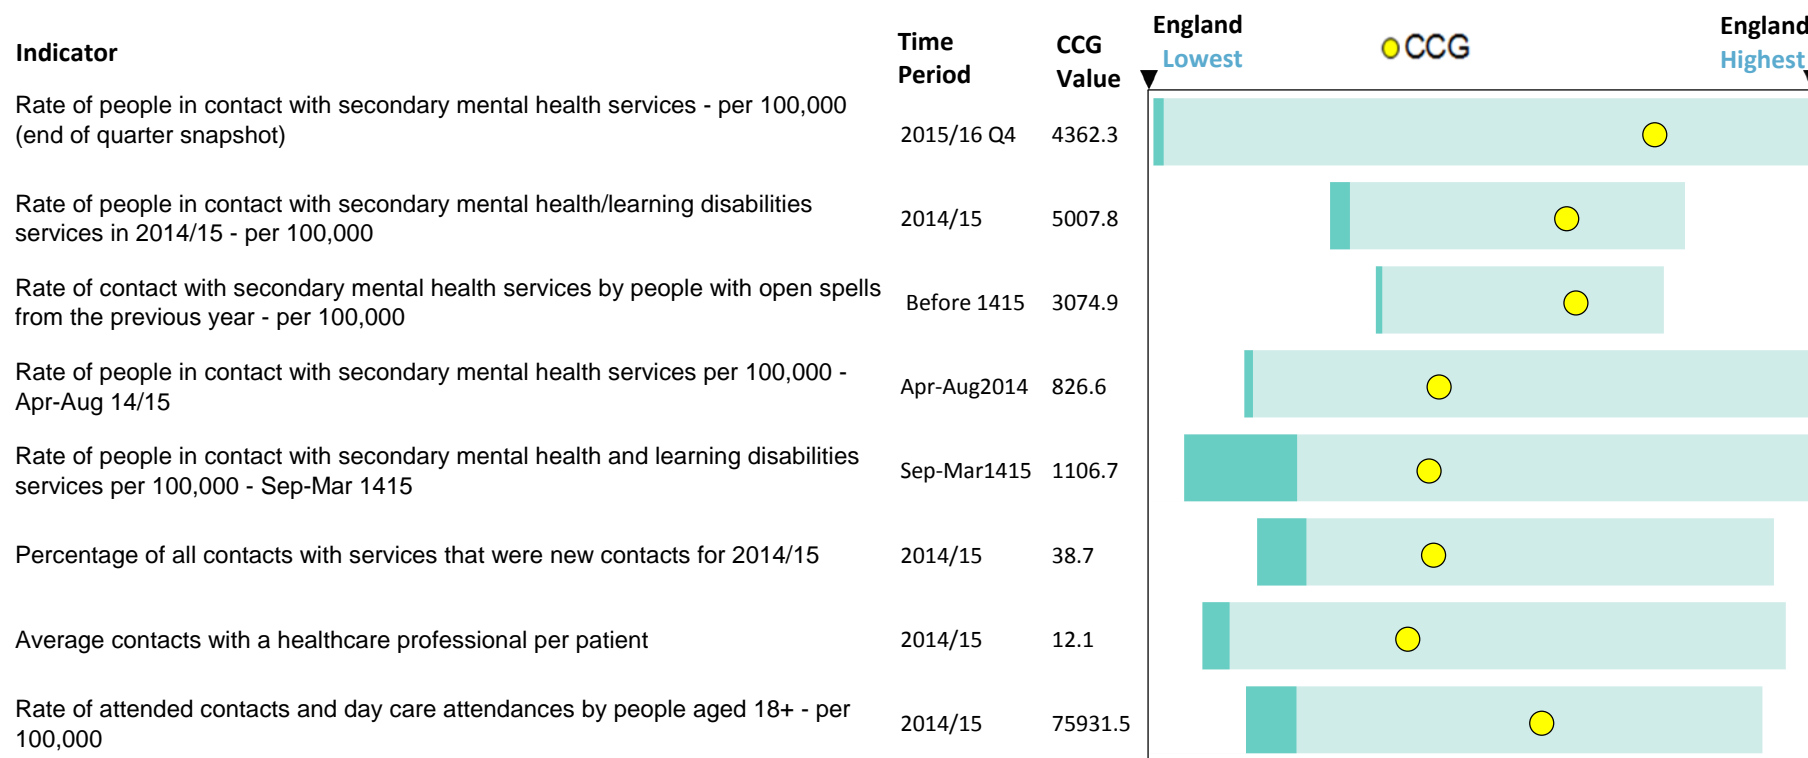 Indicator
Time
Period
CCG
Value
England
Lowest
CCG
England
Highest
Rate of people in contact with secondary mental health services - per 100,000
(end of quarter snapshot)
2015/16 Q4
4362.3
Rate of people in contact with secondary mental health/learning disabilities
services in 2014/15 - per 100,000
2014/15
5007.8
Rate of contact with secondary mental health services by people with open spells
from the previous year - per 100,000
Before 1415
3074.9
Rate of people in contact with secondary mental health services per 100,000 -
Apr-Aug 14/15
Apr-Aug2014
826.6
Rate of people in contact with secondary mental health and learning disabilities
services per 100,000 - Sep-Mar 1415
Sep-Mar1415
1106.7
Percentage of all contacts with services that were new contacts for 2014/15
2014/15
38.7
Average contacts with a healthcare professional per patient
2014/15
12.1
Rate of attended contacts and day care attendances by people aged 18+ - per
100,000
2014/15
75931.5